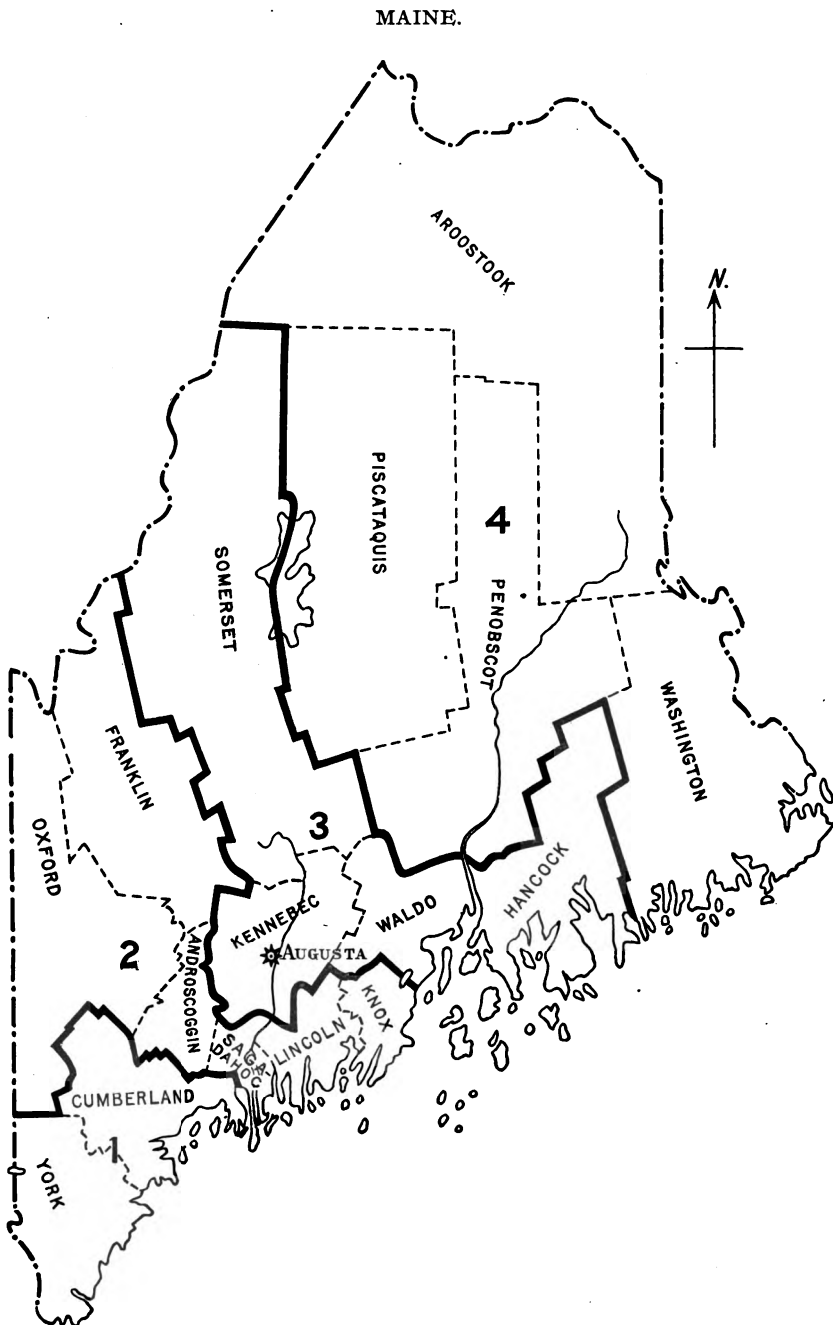 MAINE.
AROOSTOOK
N.
PISCATAQUIS
4
SOMERSET
PENOBSCOT
WASHINGTON
FRANKLIN
OXFORD
3
HANCOCK
KENNEBEC
WALDO
AUGUSTA
2
ANDROSCOGGIN
KNOX
LINCOLN
SAGADAHOC
CUMBERLAND
1
YORK